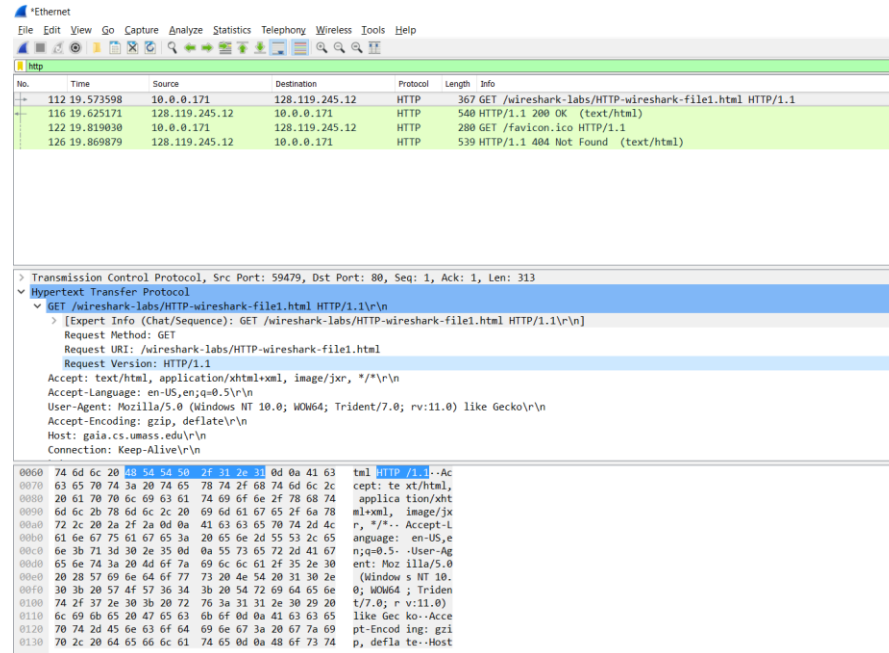 *Ethernet
File Edit View Go Capture Analyze Statistics Telephony Wireless Tools Help
http
No. Time Source Destination Protocol Length Info
112 19.573598 10.0.0.171 128.119.245.12 HTTP 367 GET /wireshark-labs/HTTP-wireshark-file1.html HTTP/1.1
116 19.625171 128.119.245.12 10.0.0.171 HTTP 540 HTTP/1.1 200 OK (text/html)
122 19.819030 10.0.0.171 128.119.245.12 HTTP 280 GET /favicon.ico HTTP/1.1
126 19.869879 128.119.245.12 10.0.0.171 HTTP 539 HTTP/1.1 404 Not Found (text/html)
> Transmission Control Protocol, Src Port: 59479, Dst Port: 80, Seq: 1, Ack: 1, Len: 313
Hypertext Transfer Protocol
GET /wireshark-labs/HTTP-wireshark-file1.html HTTP/1.1\r\n
> [Expert Info (Chat/Sequence): GET /wireshark-labs/HTTP-wireshark-file1.html HTTP/1.1\r\n]
Request Method: GET
Request URI: /wireshark-labs/HTTP-wireshark-file1.html
Request Version: HTTP/1.1
Accept: text/html, application/xhtml+xml, image/jxr, */*\r\n
Accept-Language: en-US,en;q=0.5\r\n
User-Agent: Mozilla/5.0 (Windows NT 10.0; WOW64; Trident/7.0; rv:11.0) like Gecko\r\n
Accept-Encoding: gzip, deflate\r\n
Host: gaia.cs.umass.edu\r\n
Connection: Keep-Alive\r\n
0060 74 6d 6c 20 48 54 54 50 2f 31 2e 31 0d 0a 41 63 tml HTTP /1.1··Ac
0070 63 65 70 74 3a 20 74 65 78 74 2f 68 74 6d 6c 2c cept: te xt/html,
0080 20 61 70 70 6c 69 63 61 74 69 6f 6e 2f 78 68 74 applica tion/xht
0090 6d 6c 2b 78 6d 6c 2c 20 69 6d 61 67 65 2f 6a 78 ml+xml, image/jx
00a0 72 2c 20 2a 2f 2a 0d 0a 41 63 63 65 70 74 2d 4c r, */*·· Accept-L
00b0 61 6e 67 75 61 67 65 3a 20 65 6e 2d 55 53 2c 65 anguage: en-US,e
00c0 6e 3b 71 3d 30 2e 35 0d 0a 55 73 65 72 2d 41 67 n;q=0.5· ·User-Ag
00d0 65 6e 74 3a 20 4d 6f 7a 69 6c 6c 61 2f 35 2e 30 ent: Moz illa/5.0
00e0 20 28 57 69 6e 64 6f 77 73 20 4e 54 20 31 30 2e (Window s NT 10.
00f0 30 3b 20 57 4f 57 36 34 3b 20 54 72 69 64 65 6e 0; WOW64 ; Triden
0100 74 2f 37 2e 30 3b 20 72 76 3a 31 31 2e 30 29 20 t/7.0; r v:11.0)
0110 6c 69 6b 65 20 47 65 63 6b 6f 0d 0a 41 63 63 65 like Gec ko··Acce
0120 70 74 2d 45 6e 63 6f 64 69 6e 67 3a 20 67 7a 69 pt-Encod ing: gzi
0130 70 2c 20 64 65 66 6c 61 74 65 0d 0a 48 6f 73 74 p, defla te··Host